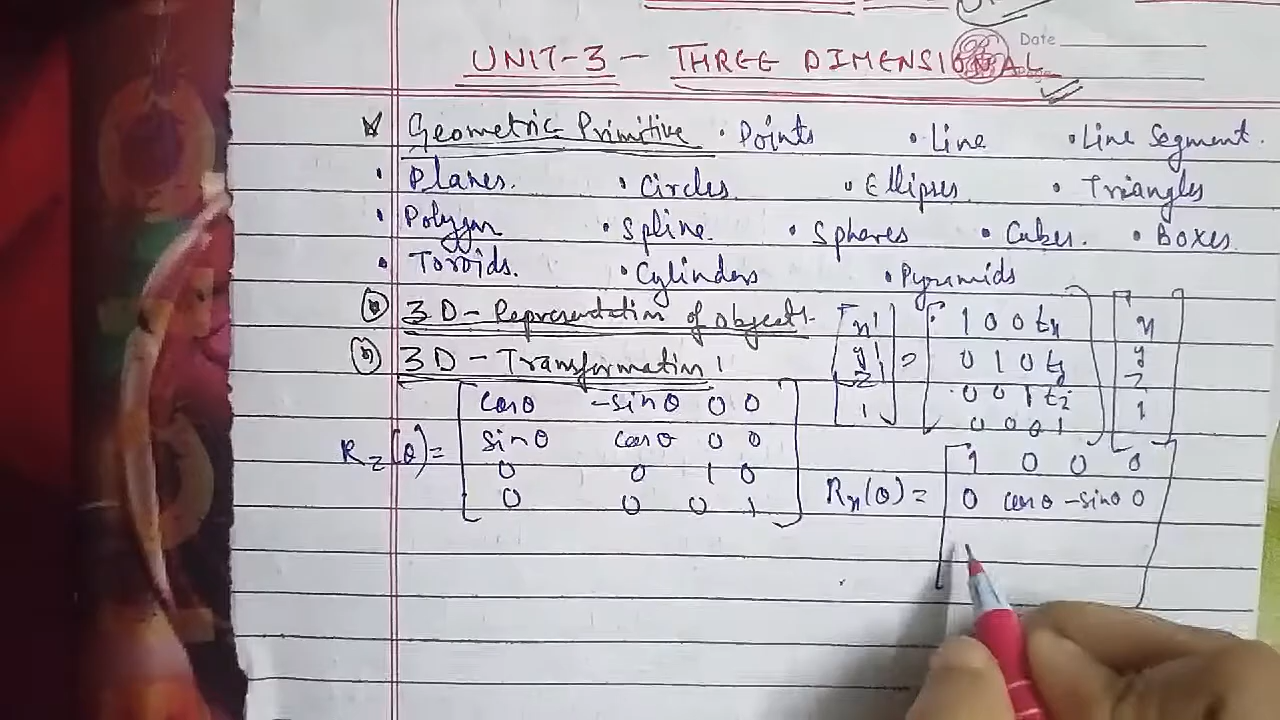 Date
UNIT-3 - THREE DIMENSIONAL
Geometric Primitive • Points • Line • Line Segment.
• Planes. • Circles. • Ellipses. • Triangles
• Polygon • Spline. • Spheres • Cubes. • Boxes.
• Toroids. • Cylinders • Pyramids
3D-Representation of objects.
3D-Transformation
x' 1 0 0 tx x
y' = 0 1 0 ty y
z' 0 0 1 tz z
1 0 0 0 1 1
cosθ -sinθ 0 0
Rz(θ)= sinθ cosθ 0 0
0 0 1 0
0 0 0 1
1 0 0 0
Rx(θ) = 0 cosθ -sinθ 0